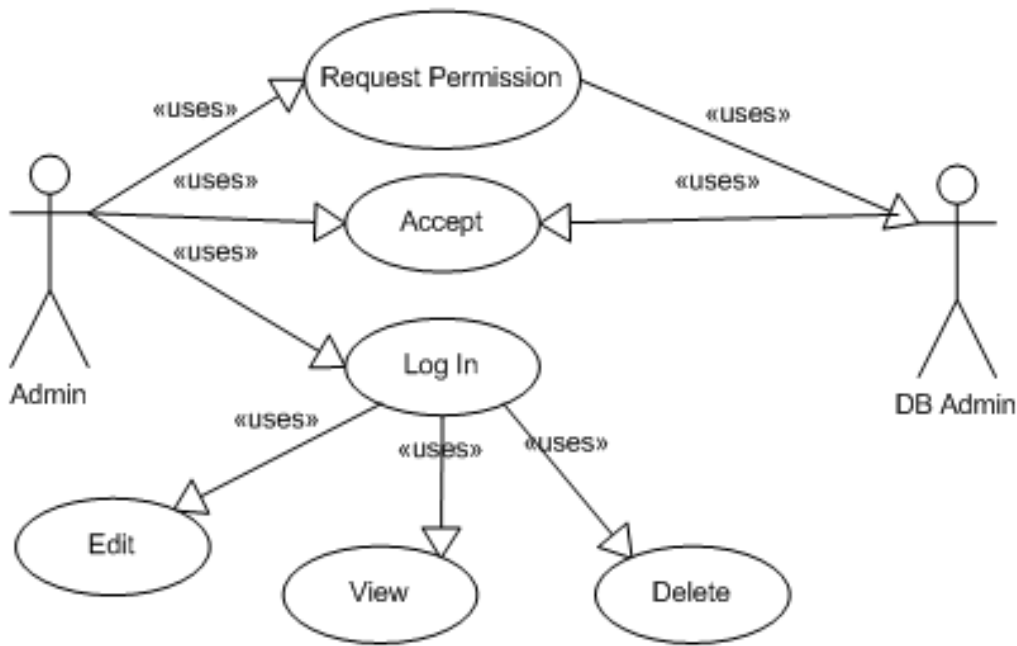 Request Permission
«uses»
«uses»
«uses»
«uses»
Accept
«uses»
Log In
Admin
DB Admin
«uses»
«uses»
«uses»
Edit
View
Delete